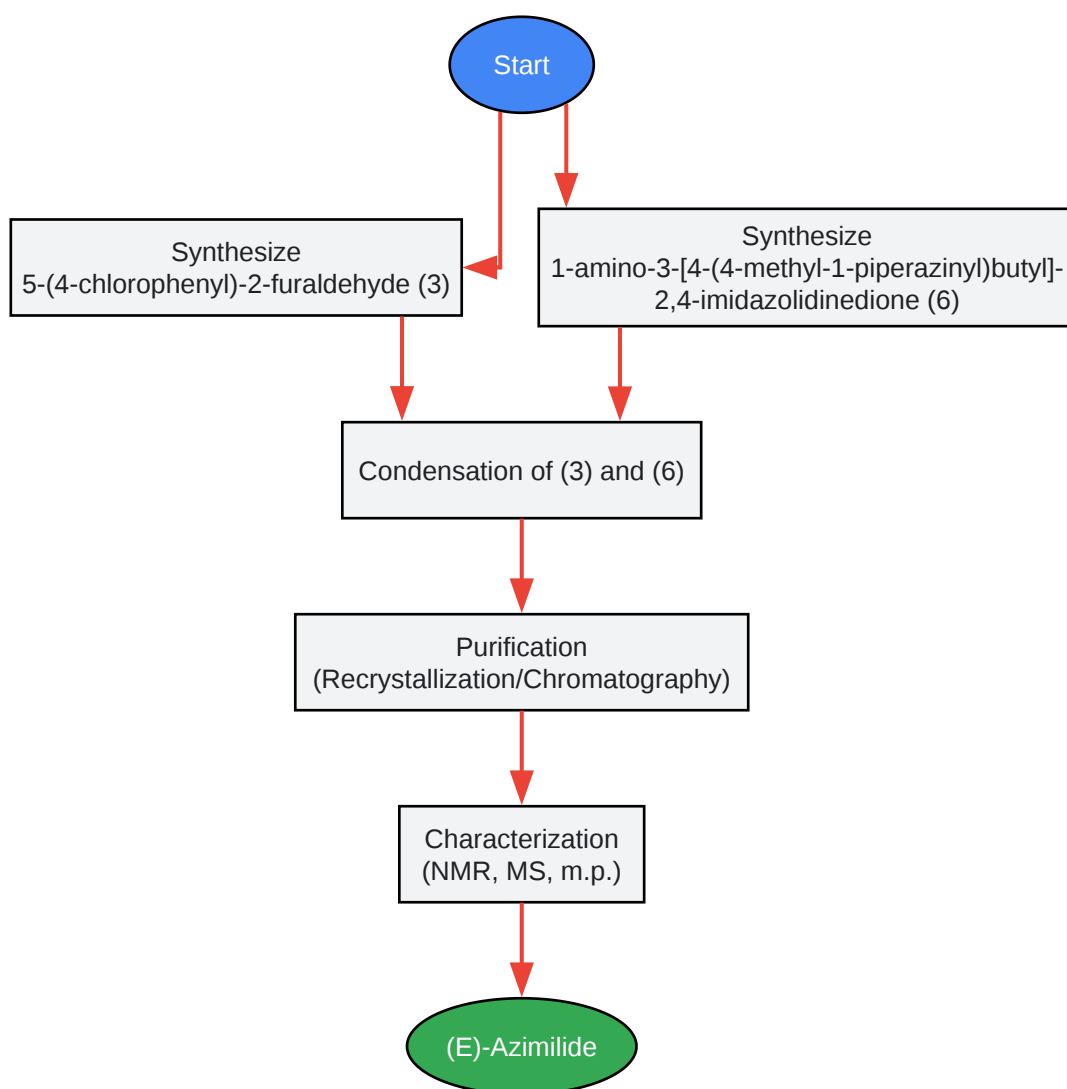 Start
Synthesize
5-(4-chlorophenyl)-2-furaldehyde (3)
Synthesize
1-amino-3-[4-(4-methyl-1-piperazinyl)butyl]-
2,4-imidazolidinedione (6)
Condensation of (3) and (6)
Purification
(Recrystallization/Chromatography)
Characterization
(NMR, MS, m.p.)
(E)-Azimilide